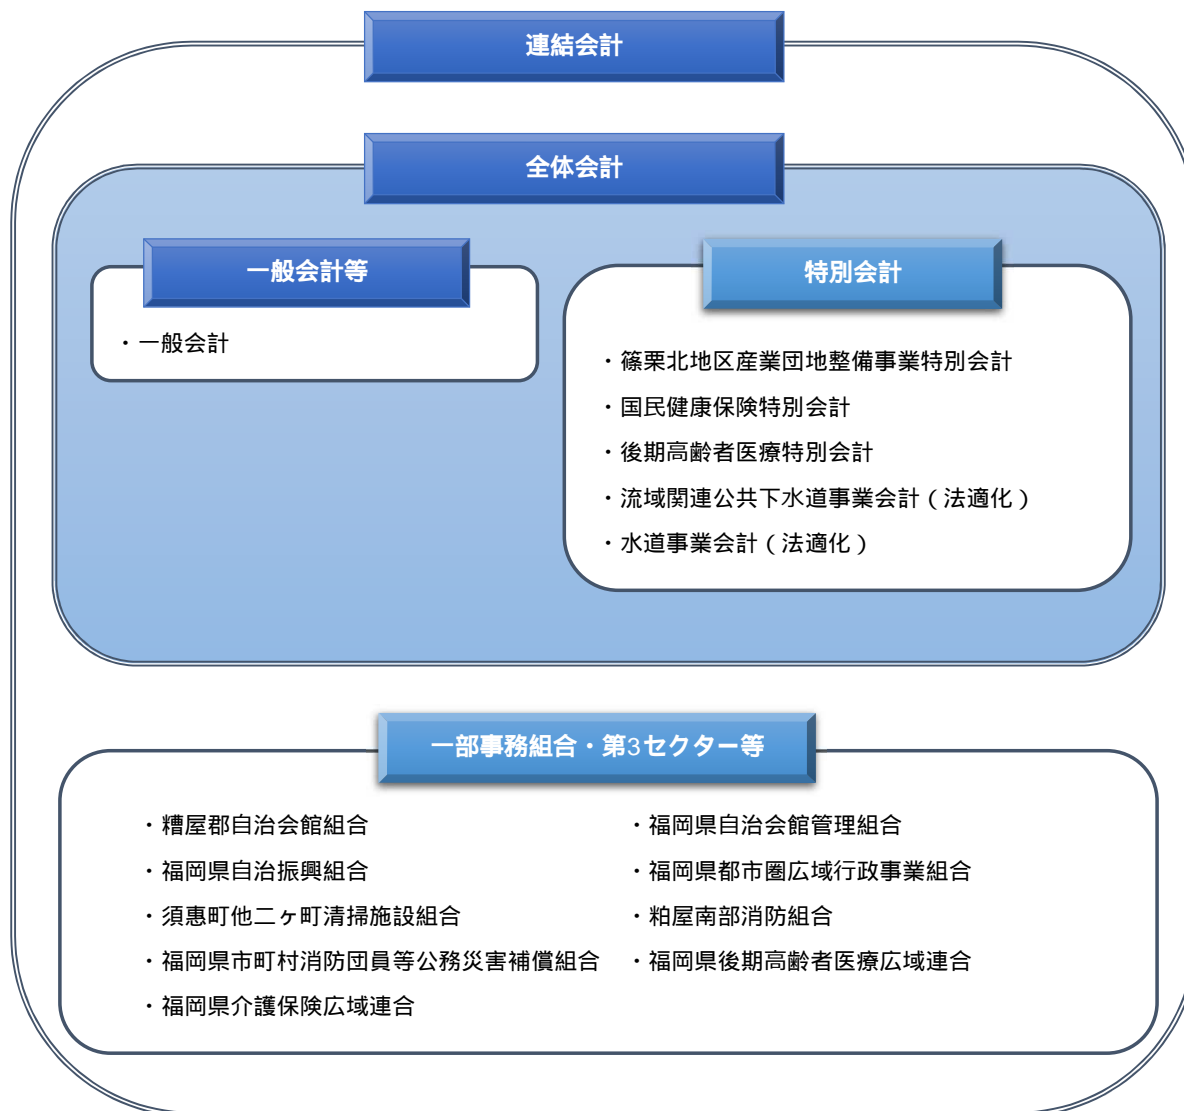 連結会計
全体会計
一般会計等
・一般会計
特別会計
・篠栗北地区産業団地整備事業特別会計
・国民健康保険特別会計
・後期高齢者医療特別会計
・流域関連公共下水道事業会計（法適化）
・水道事業会計（法適化）
一部事務組合・第3セクター等
・糟屋郡自治会館組合
・福岡県自治振興組合
・須惠町他二ヶ町清掃施設組合
・福岡県市町村消防団員等公務災害補償組合
・福岡県介護保険広域連合
・福岡県自治会館管理組合
・福岡県都市圏広域行政事業組合
・粕屋南部消防組合
・福岡県後期高齢者医療広域連合